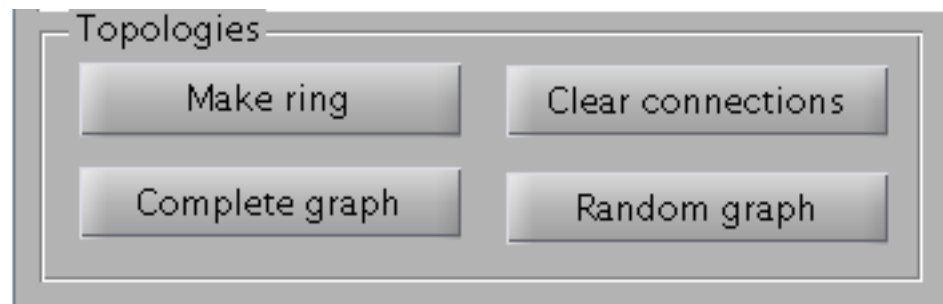 Topologies
Make ring
Clear connections
Complete graph
Random graph